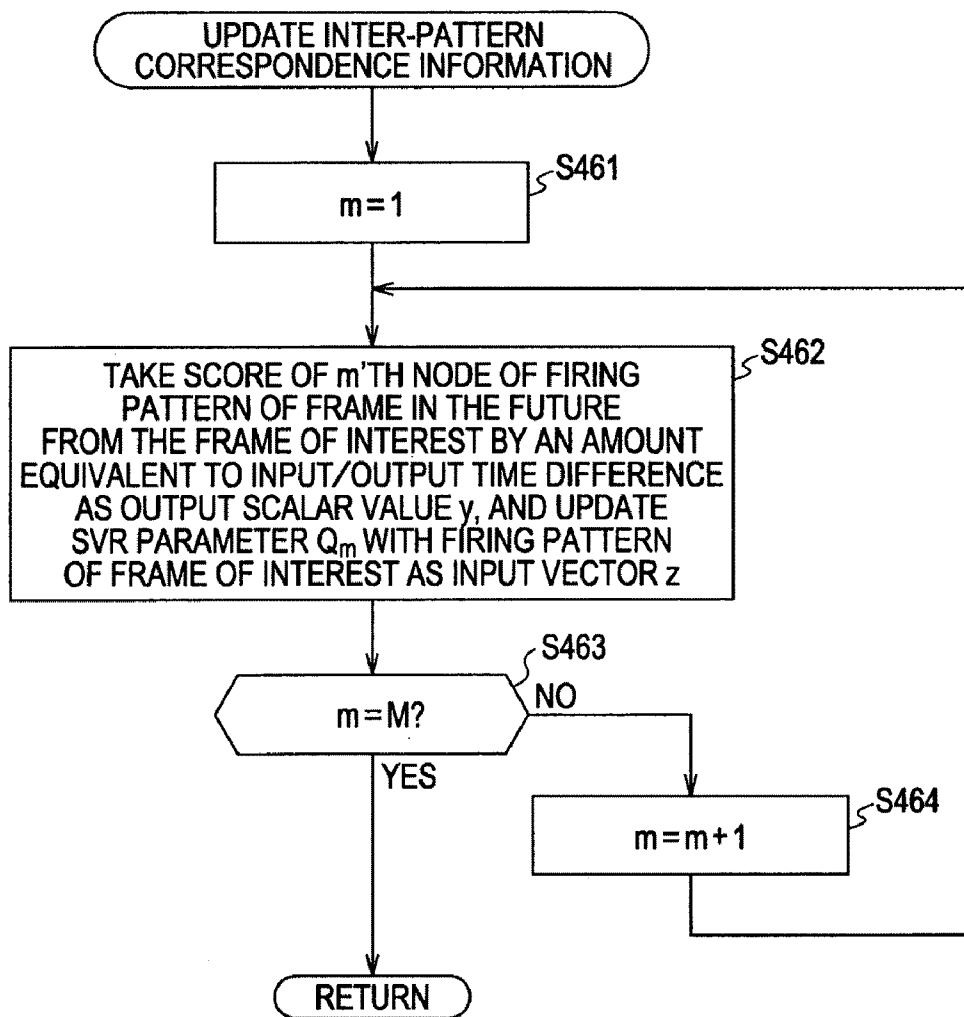 UPDATE INTER-PATTERN
CORRESPONDENCE INFORMATION
S461
m=1
S462
TAKE SCORE OF m'TH NODE OF FIRING
PATTERN OF FRAME IN THE FUTURE
FROM THE FRAME OF INTEREST BY AN AMOUNT
EQUIVALENT TO INPUT/OUTPUT TIME DIFFERENCE
AS OUTPUT SCALAR VALUE y, AND UPDATE
SVR PARAMETER Qm WITH FIRING PATTERN
OF FRAME OF INTEREST AS INPUT VECTOR z
S463
m=M?
NO
YES
S464
m=m+1
RETURN